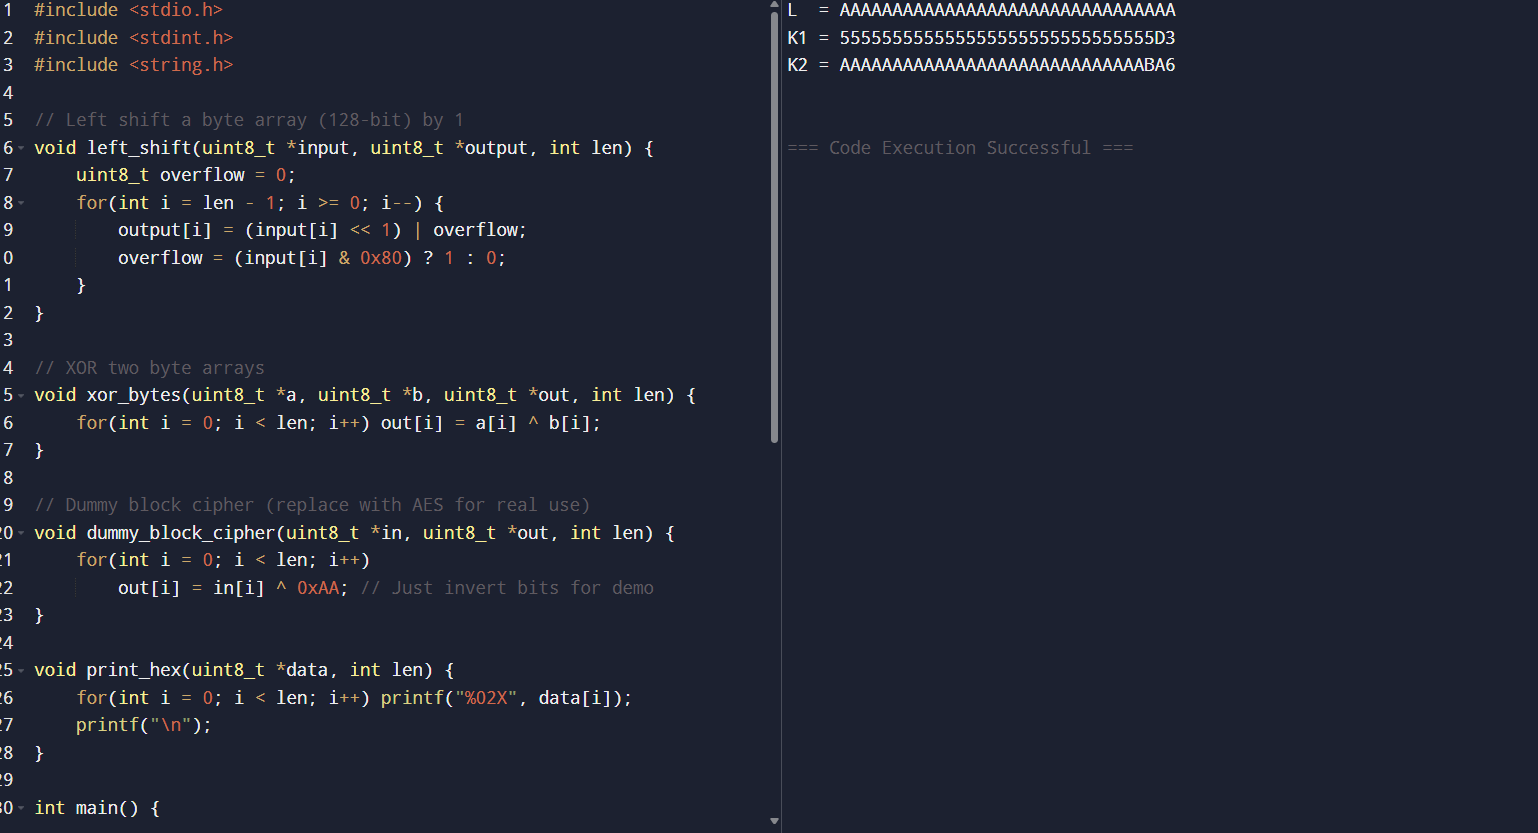 1 #include <stdio.h>
2 #include <stdint.h>
3 #include <string.h>
4
5 // Left shift a byte array (128-bit) by 1
6 void left_shift(uint8_t *input, uint8_t *output, int len) {
7     uint8_t overflow = 0;
8     for(int i = len - 1; i >= 0; i--) {
9         output[i] = (input[i] << 1) | overflow;
0         overflow = (input[i] & 0x80) ? 1 : 0;
1     }
2 }
3
4 // XOR two byte arrays
5 void xor_bytes(uint8_t *a, uint8_t *b, uint8_t *out, int len) {
6     for(int i = 0; i < len; i++) out[i] = a[i] ^ b[i];
7 }
8
9 // Dummy block cipher (replace with AES for real use)
20 void dummy_block_cipher(uint8_t *in, uint8_t *out, int len) {
21     for(int i = 0; i < len; i++)
22         out[i] = in[i] ^ 0xAA; // Just invert bits for demo
23 }
24
25 void print_hex(uint8_t *data, int len) {
26     for(int i = 0; i < len; i++) printf("%02X", data[i]);
27     printf("\n");
28 }
29
30 int main() {
L  = AAAAAAAAAAAAAAAAAAAAAAAAAAAAAAAA
K1 = 555555555555555555555555555555D3
K2 = AAAAAAAAAAAAAAAAAAAAAAAAAAAAABA6
=== Code Execution Successful ===